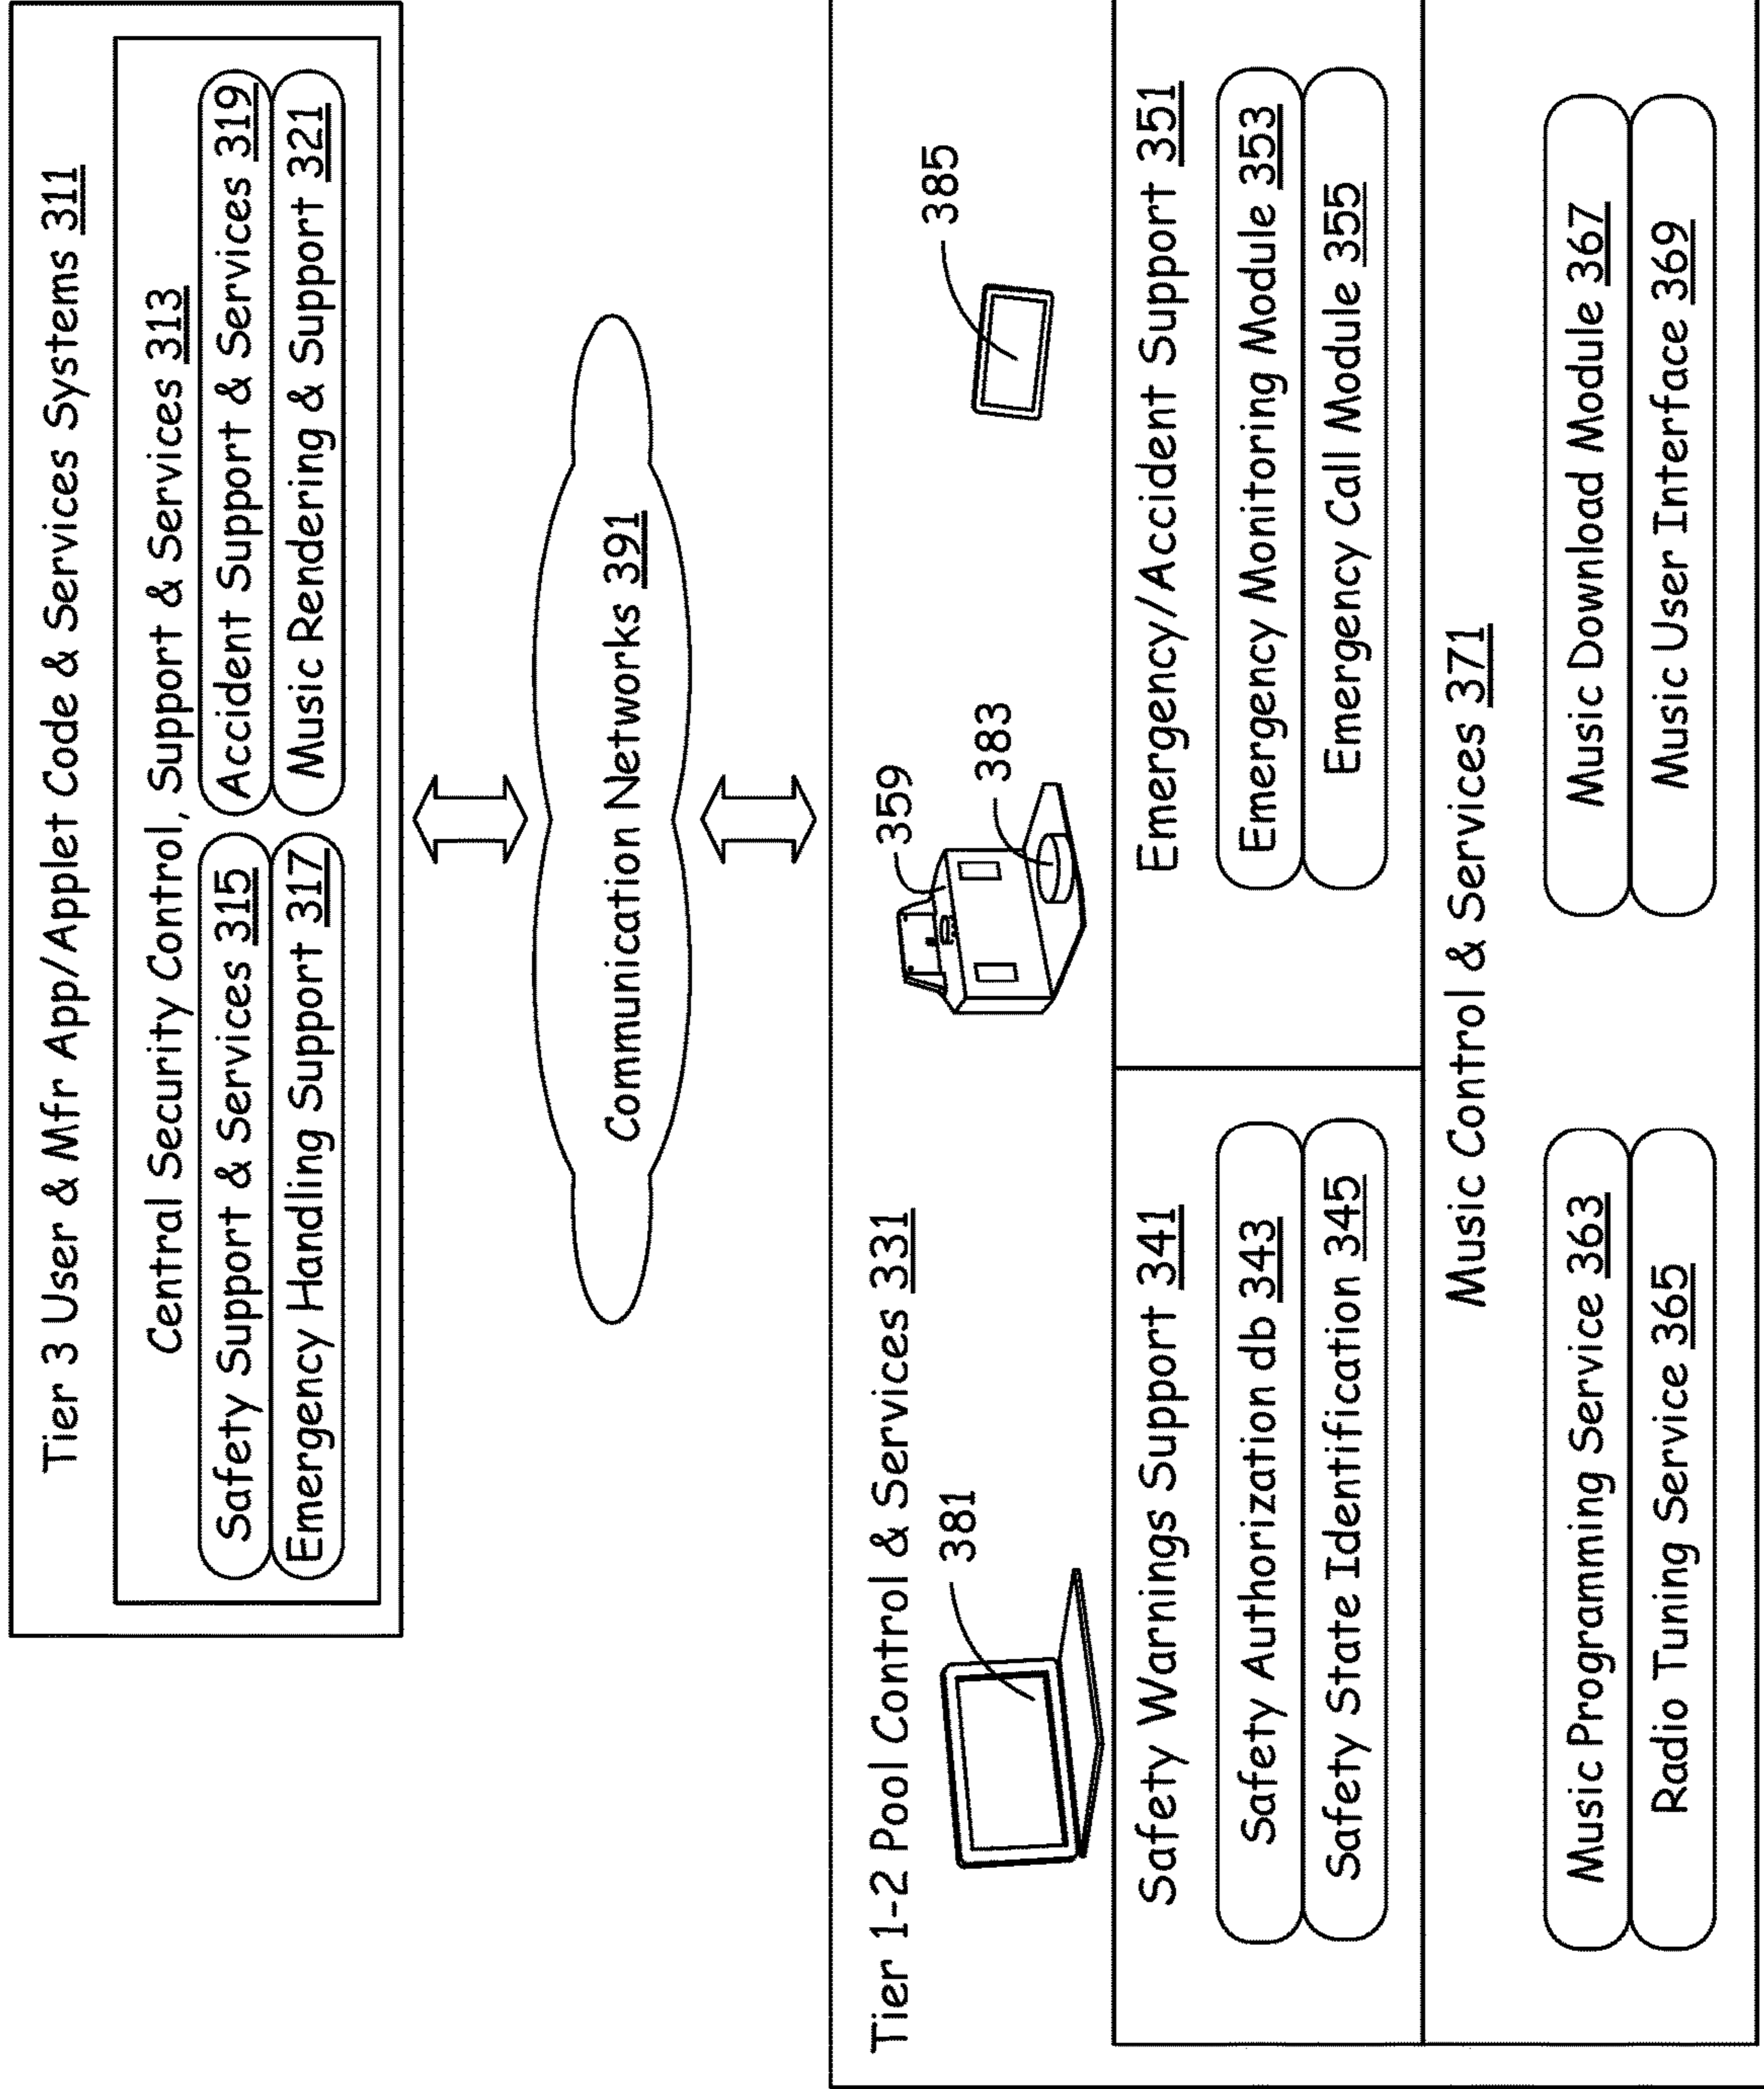 Tier 3 User & Mfr App/Applet Code & Services Systems 311
Central Security Control, Support & Services 313
Safety Support & Services 315
Accident Support & Services 319
Emergency Handling Support 317
Music Rendering & Support 321
Communication Networks 391
Tier 1-2 Pool Control & Services 331
381
359
383
385
Safety Warnings Support 341
Safety Authorization db 343
Safety State Identification 345
Emergency/Accident Support 351
Emergency Monitoring Module 353
Emergency Call Module 355
Music Control & Services 371
Music Programming Service 363
Music Download Module 367
Radio Tuning Service 365
Music User Interface 369